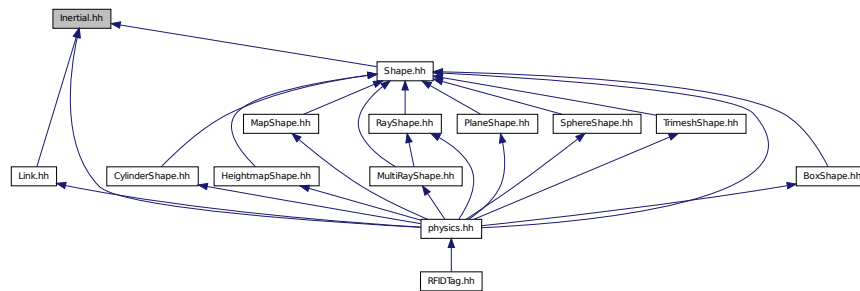 Inertial.hh
Shape.hh
MapShape.hh
RayShape.hh
PlaneShape.hh
SphereShape.hh
TrimeshShape.hh
Link.hh
CylinderShape.hh
HeightmapShape.hh
MultiRayShape.hh
BoxShape.hh
physics.hh
RFIDTag.hh